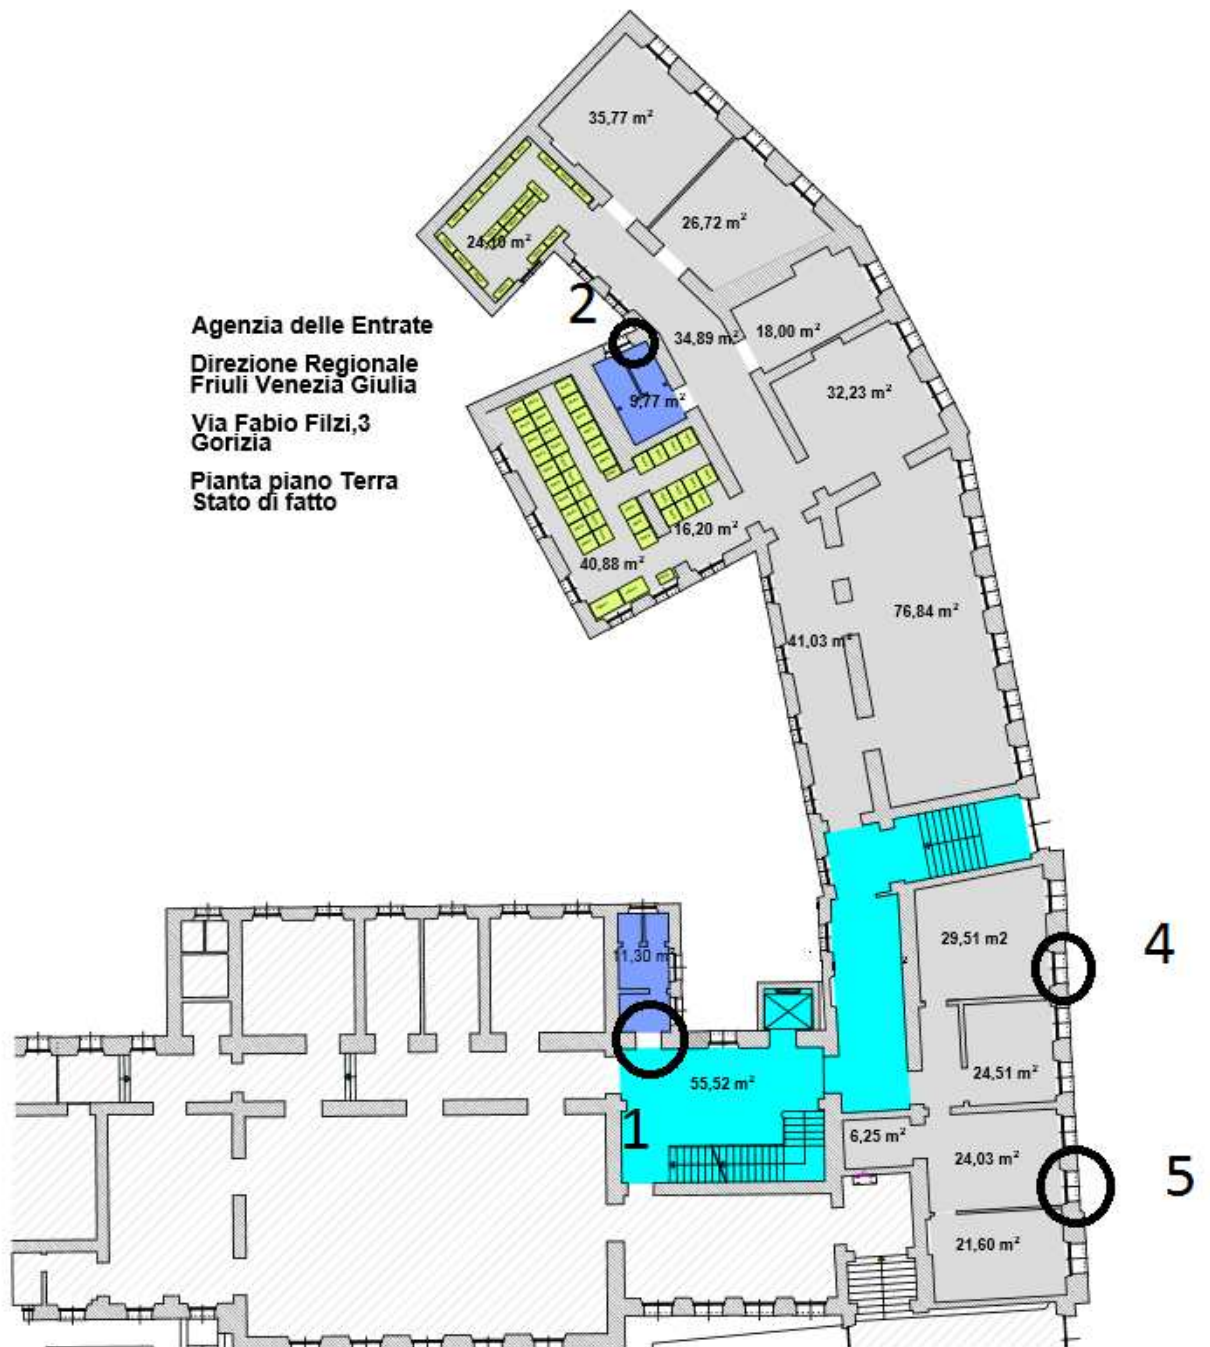 35,77 m²
26,72 m²
24,10 m²
2
Agenzia delle Entrate
34,89 m²
18,00 m²
Direzione Regionale
Friuli Venezia Giulia
9,77 m²
32,23 m²
Via Fabio Filzi,3
Gorizia
Pianta piano Terra
Stato di fatto
16,20 m²
40,88 m²
76,84 m²
41,03 m²
29,51 m2
4
11,30 m²
24,51 m²
55,52 m²
1
6,25 m²
24,03 m²
5
21,60 m²